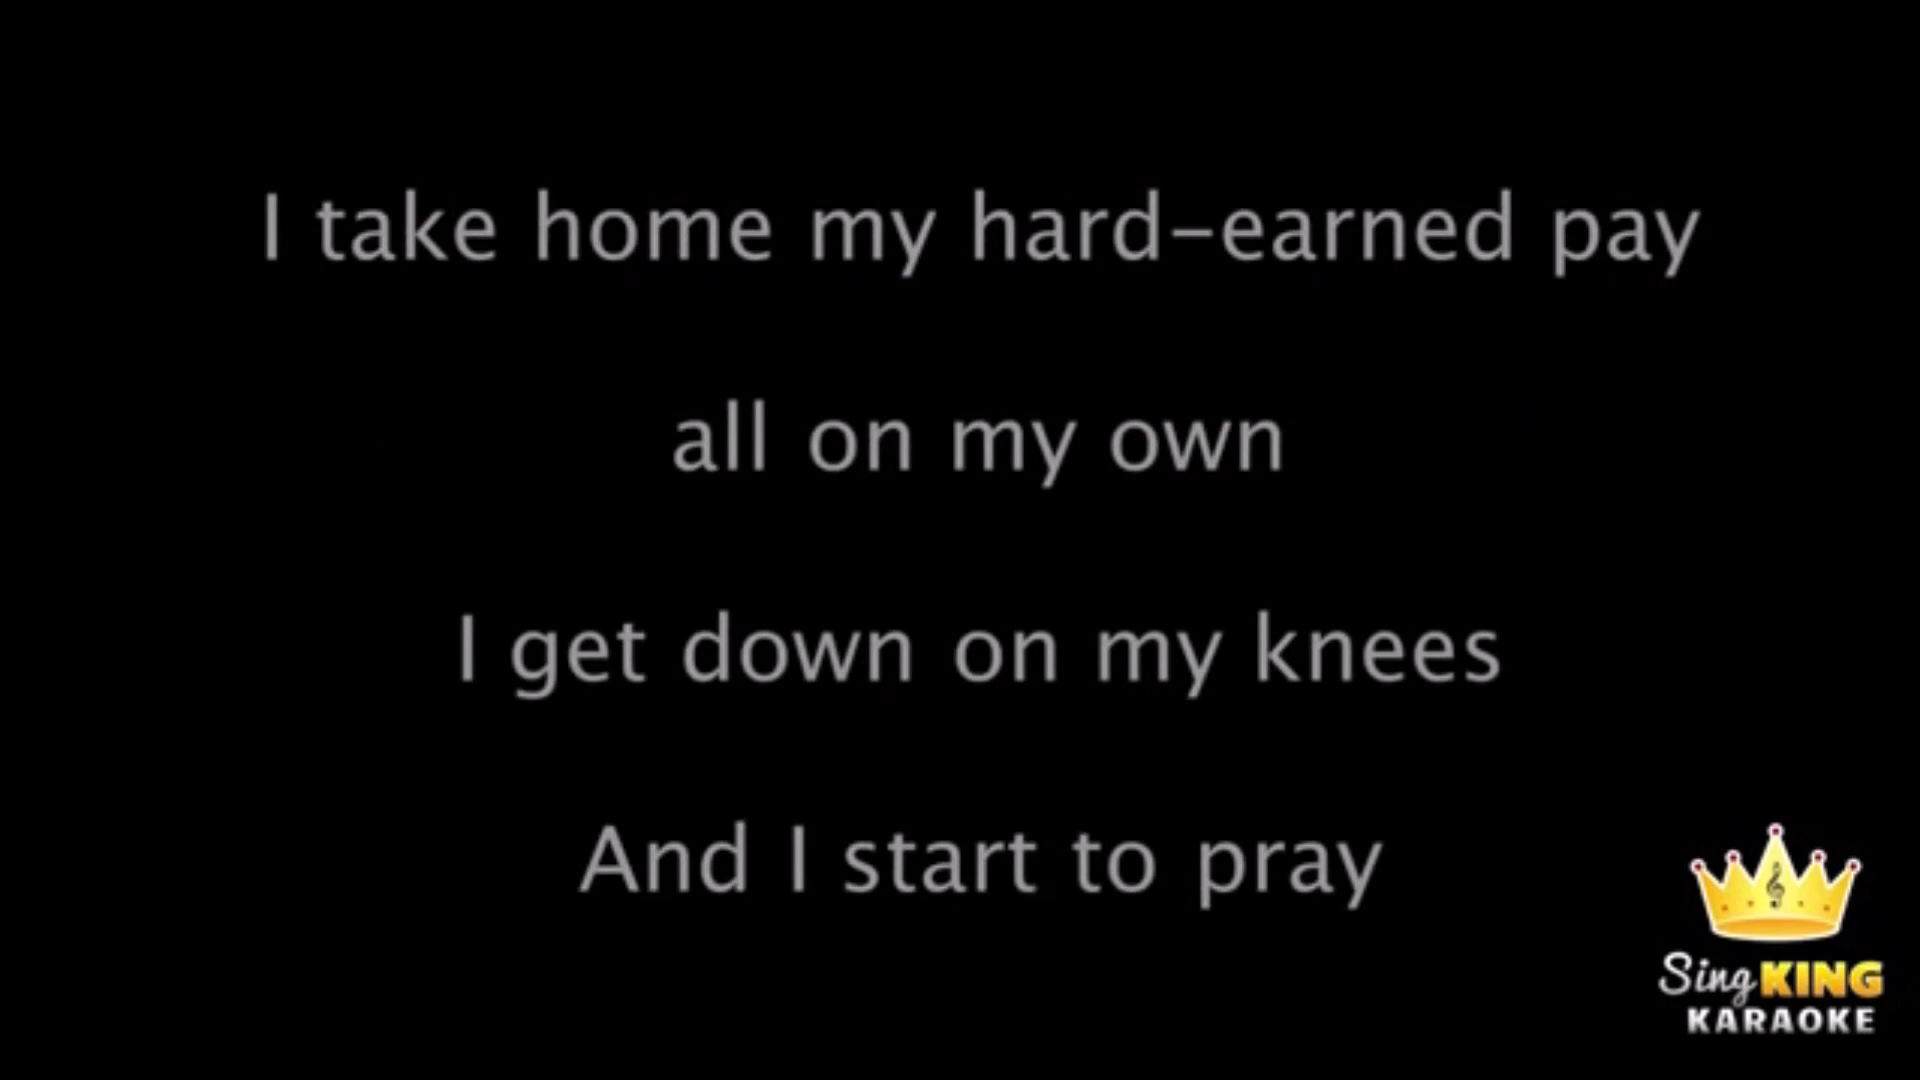 I take home my hard-earned pay
all on my own
I get down on my knees
And I start to pray
Sing KING
KARAOKE